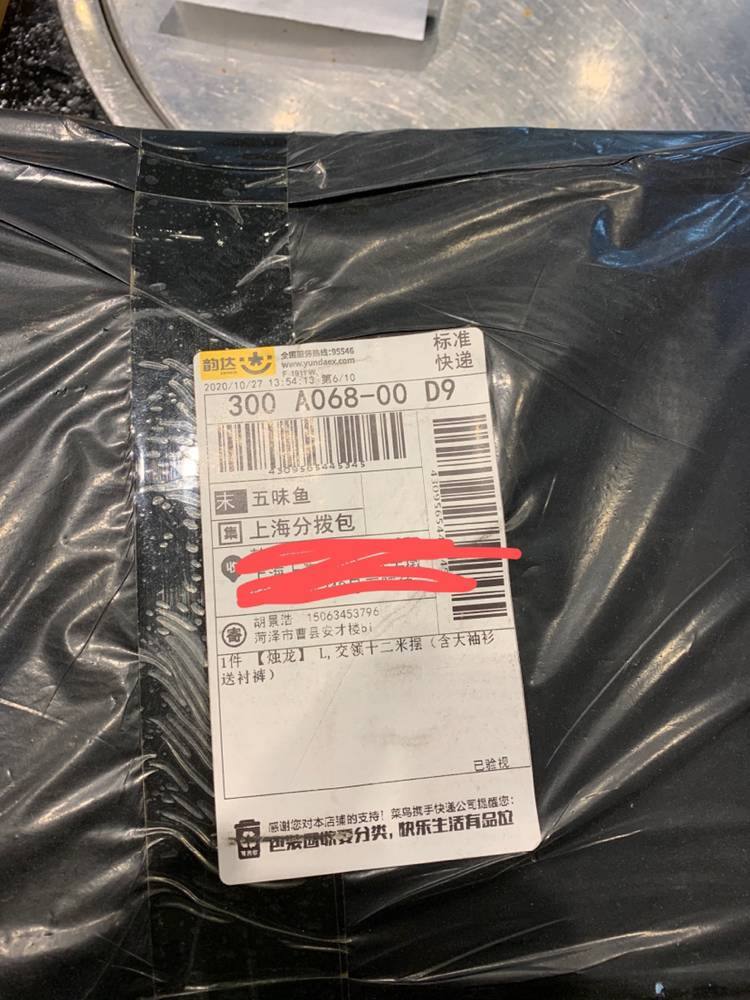 韵达
全国服务热线:95546
www.yundaex.com
标准
快递
2020/10/27 13:54:13 第6/10
300 A068-00 D9
末 五味鱼
集 上海分拨包
收
寄
胡景浩 15063453796
菏泽市曹县安才楼bi
1件 【烛龙】 L,交领十二米摆（含大袖衫
送衬裤）
已验视
感谢您对本店铺的支持！菜鸟携手快递公司提醒您:
包装回收要分类,快乐生活有品位